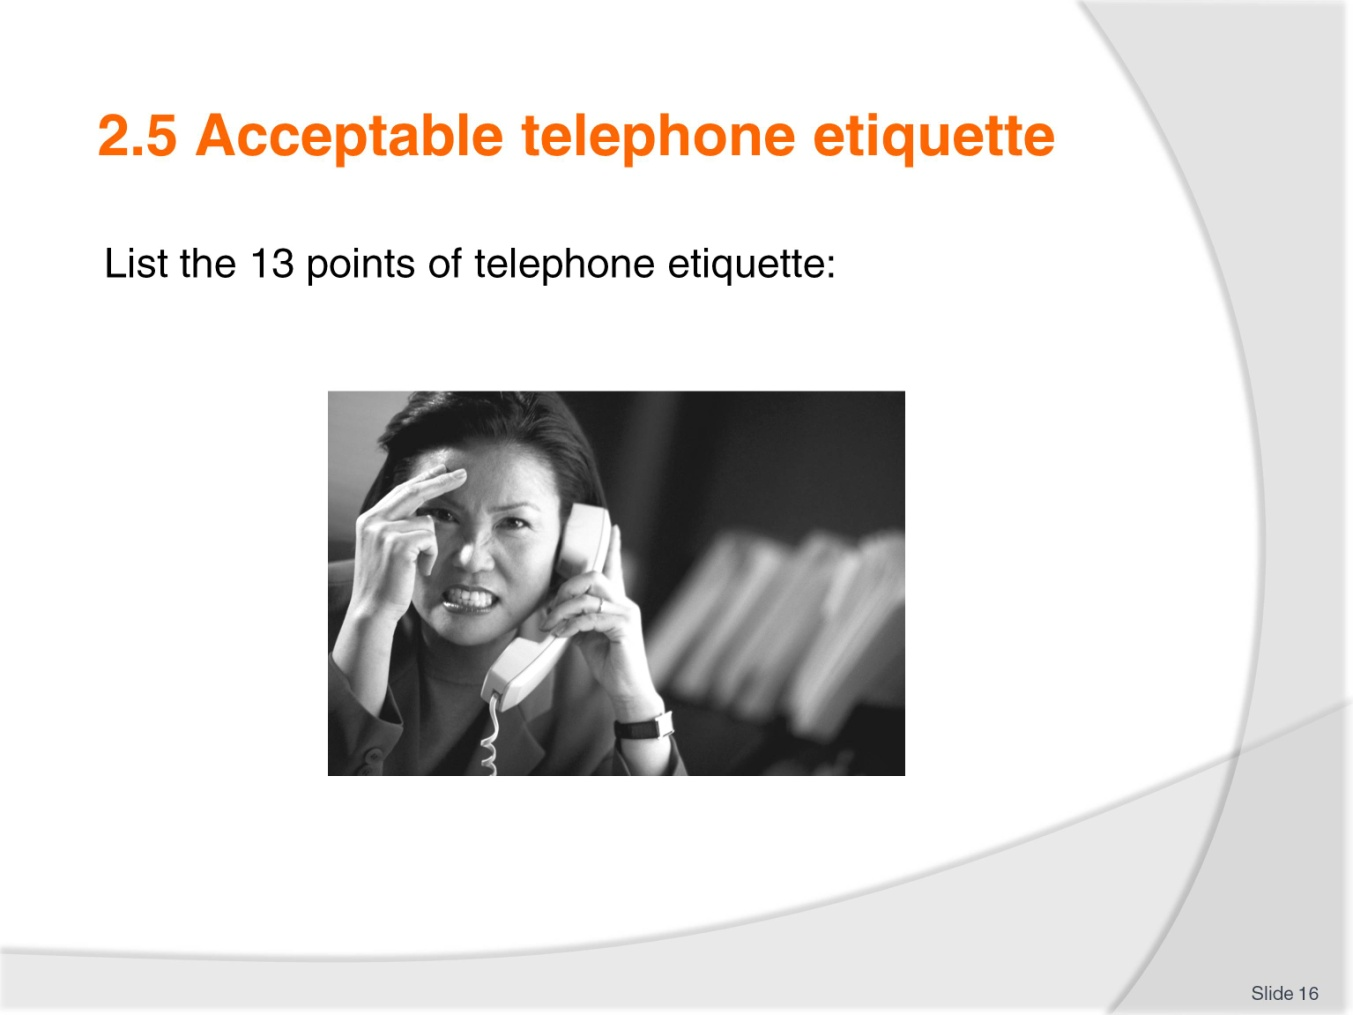 2.5 Acceptable telephone etiquette
List the 13 points of telephone etiquette:
Slide 16